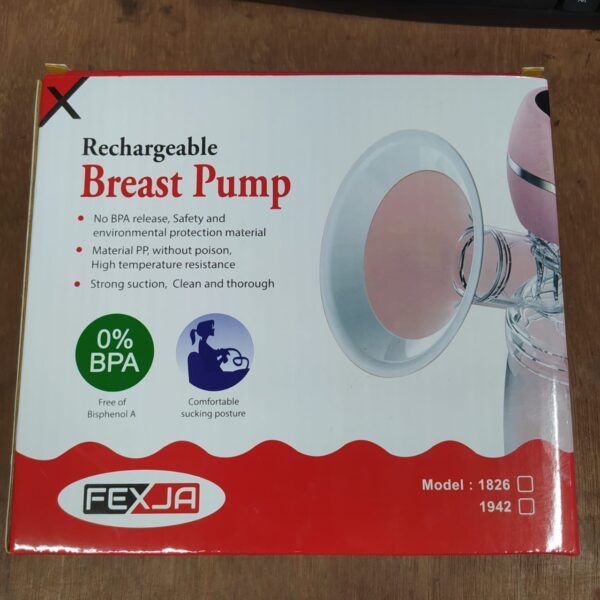 X
Rechargeable
Breast Pump
No BPA release, Safety and
environmental protection material
Material PP, without poison,
High temperature resistance
Strong suction, Clean and thorough
0%
BPA
Free of
Bisphenol A
Comfortable
sucking posture
FEXJA
Model : 1826
1942